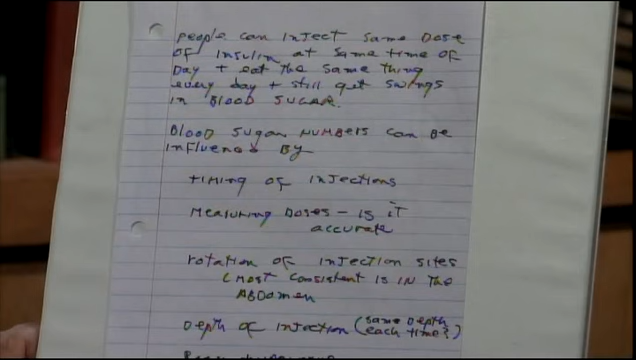 people can inject same Dose
of insulin at same time of
Day + eat the same thing
every day + still get swings
in BLOOD SUGAR.
BLOOD SUGAR NUMBERS can be
influenced By
timing of injections
Measuring Doses - is it
accurate
rotation of injection sites
(most consistent is in the
ABDomen
Depth of injection (same Depth
each time?)